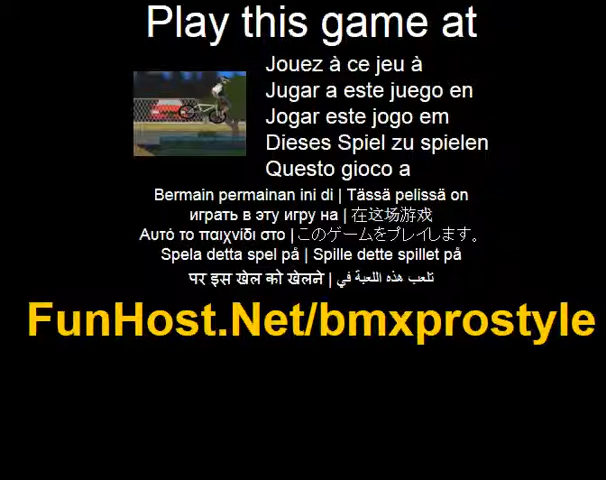 Play this game at
Jouez à ce jeu à
Jugar a este juego en
Jogar este jogo em
Dieses Spiel zu spielen
Questo gioco a
Bermain permainan ini di | Tässä pelissä on
играть в эту игру на | 在这场游戏
Αυτό το παιχνίδι στο | このゲームをプレイします。
Spela detta spel på | Spille dette spillet på
पर इस खेल को खेलने | تلعب هذه اللعبة في
FunHost.Net/bmxprostyle